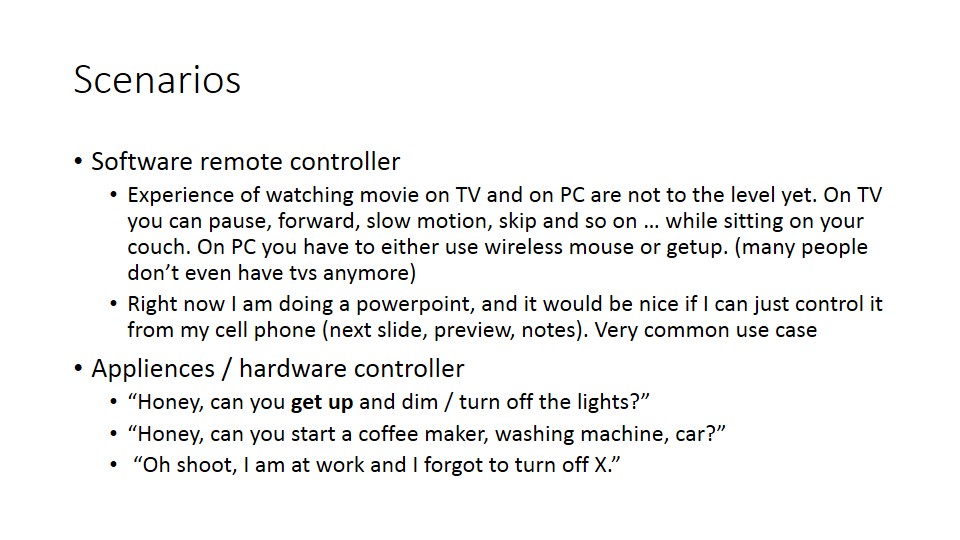 Scenarios
• Software remote controller
• Experience of watching movie on TV and on PC are not to the level yet. On TV
you can pause, forward, slow motion, skip and so on … while sitting on your
couch. On PC you have to either use wireless mouse or getup. (many people
don’t even have tvs anymore)
• Right now I am doing a powerpoint, and it would be nice if I can just control it
from my cell phone (next slide, preview, notes). Very common use case
• Appliences / hardware controller
• “Honey, can you get up and dim / turn off the lights?”
• “Honey, can you start a coffee maker, washing machine, car?”
• “Oh shoot, I am at work and I forgot to turn off X.”